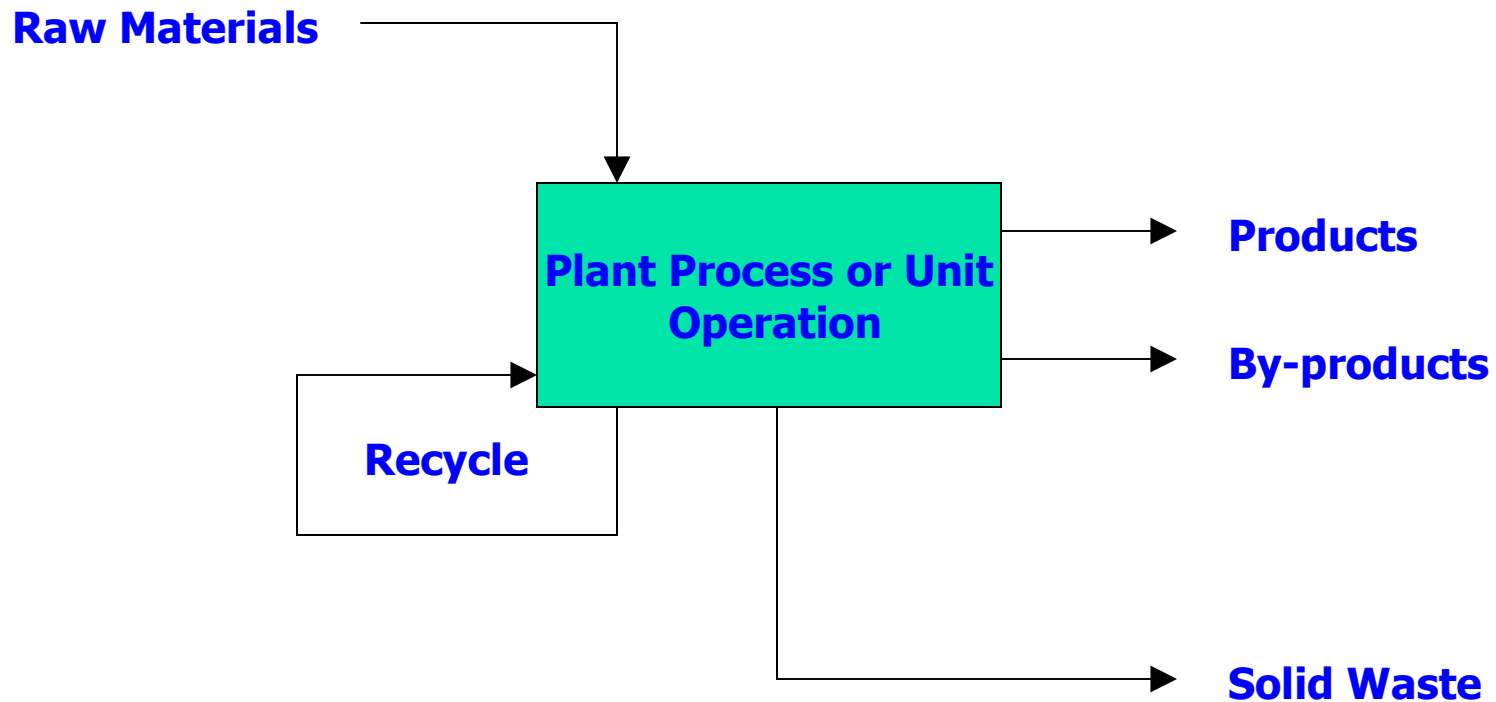 Raw Materials
Plant Process or Unit
Operation
Products
By-products
Recycle
Solid Waste